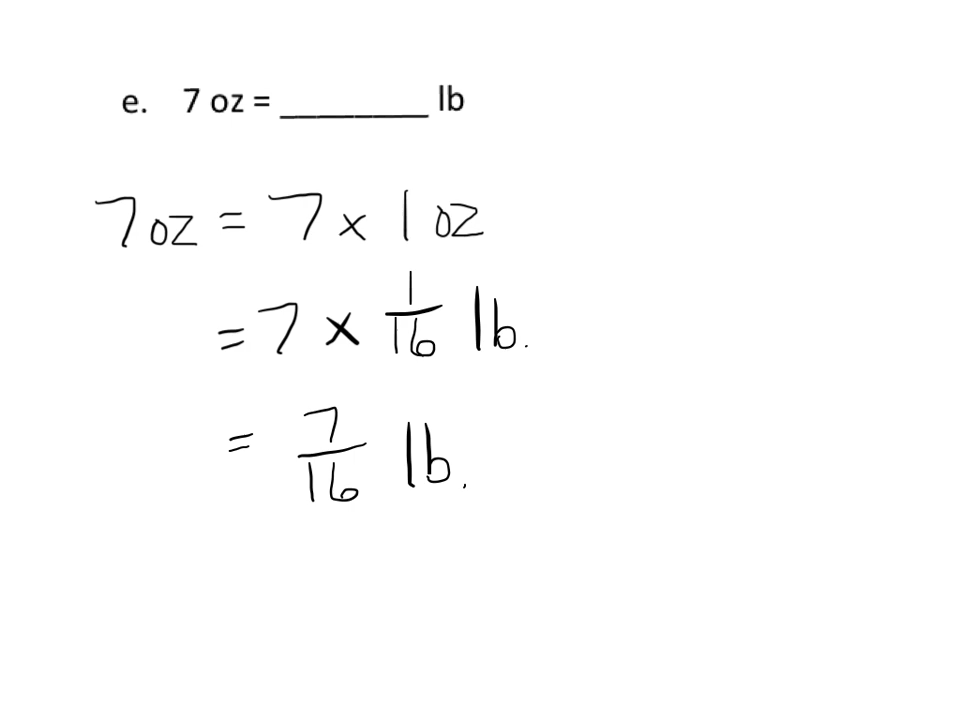 e. 7 oz = ________ lb
7 oz = 7 x 1 oz
= 7 x 1/16 lb.
= 7/16 lb.